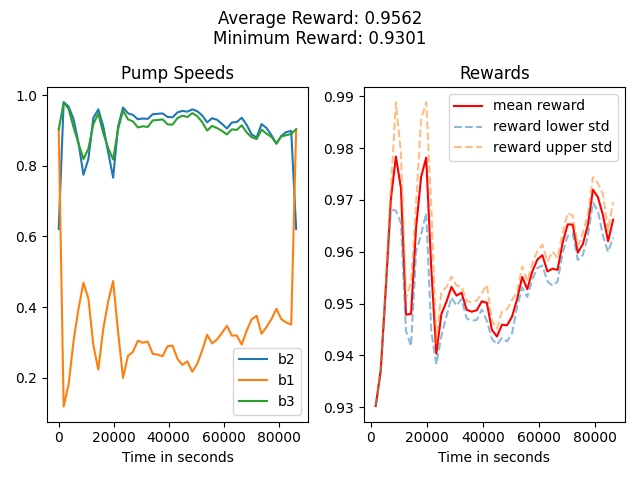 Average Reward: 0.9562
Minimum Reward: 0.9301
Pump Speeds
1.0
0.8
0.6
0.4
0.2
0
20000
40000
60000
80000
Time in seconds
b2
b1
b3
Rewards
0.99
0.98
0.97
0.96
0.95
0.94
0.93
0
20000
40000
60000
80000
Time in seconds
mean reward
reward lower std
reward upper std